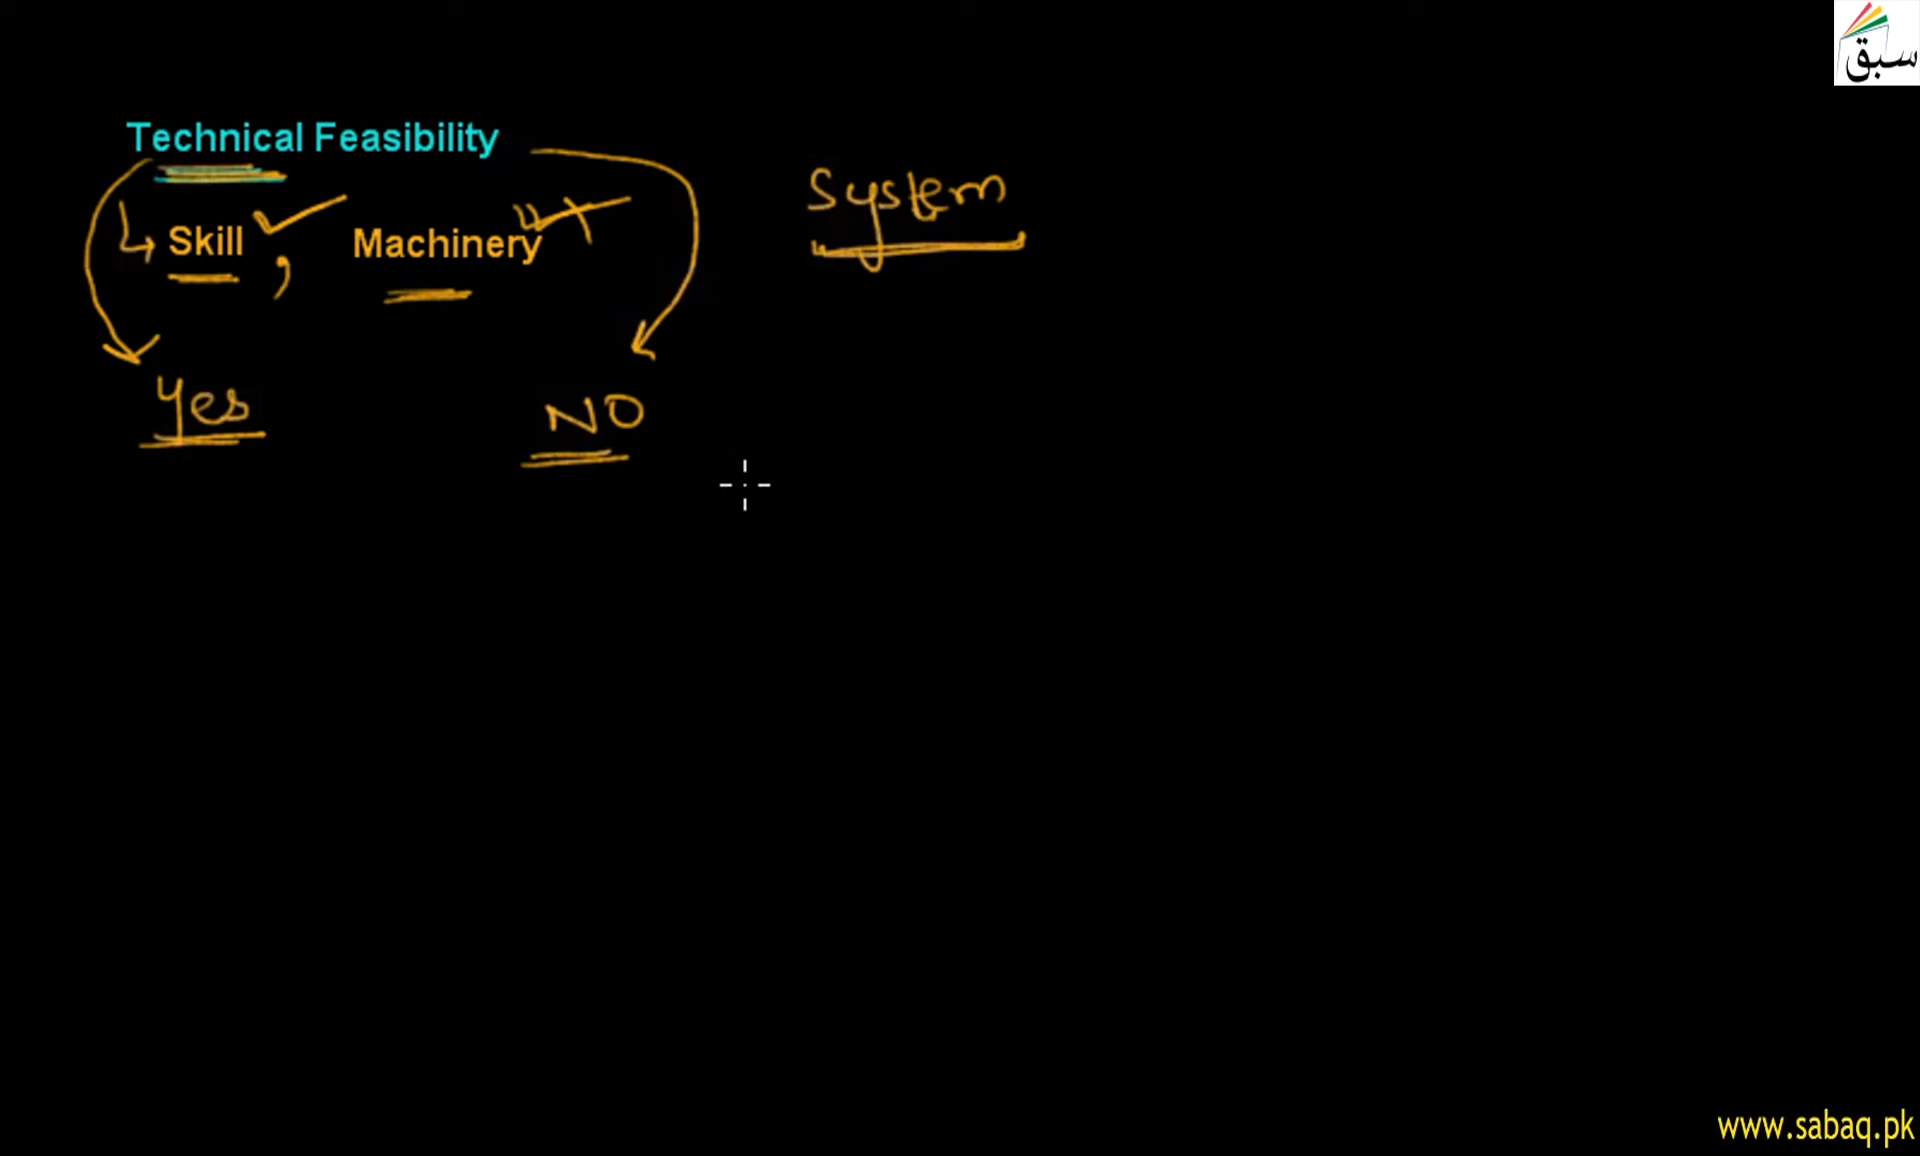 سبق
Technical Feasibility
System
Skill , Machinery
Yes
NO
www.sabaq.pk